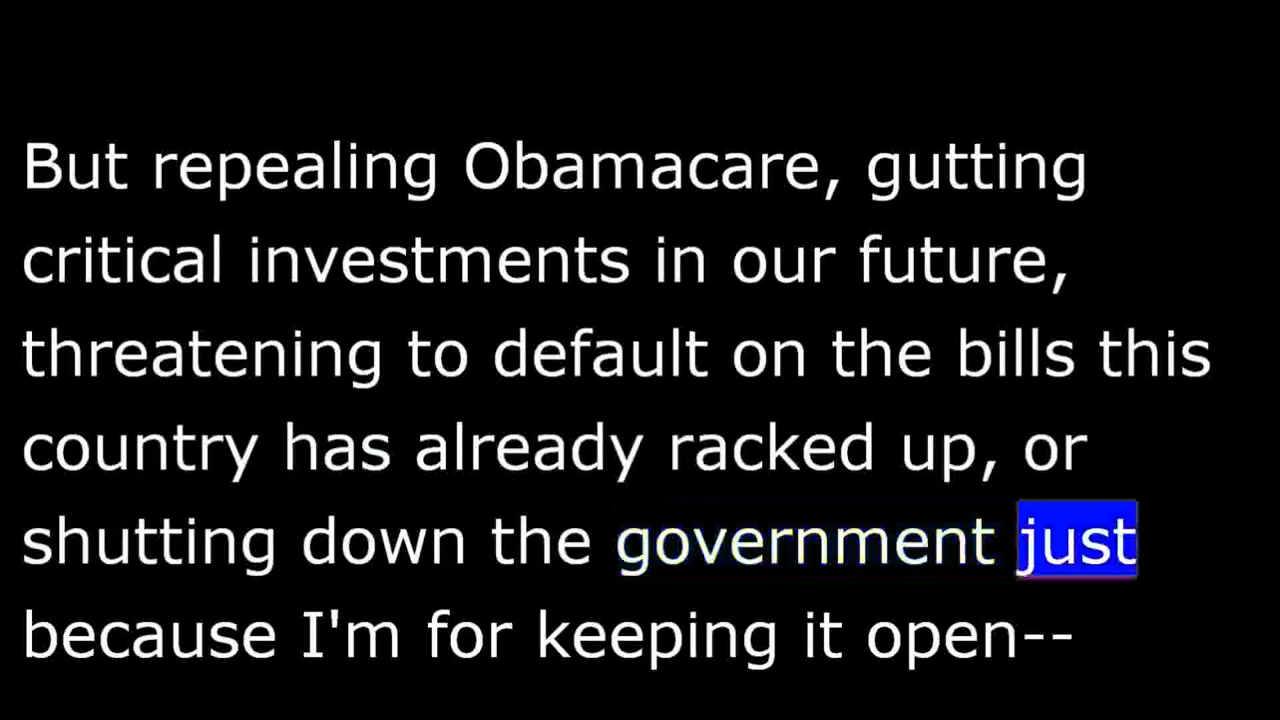 But repealing Obamacare, gutting
critical investments in our future,
threatening to default on the bills this
country has already racked up, or
shutting down the government just
because I'm for keeping it open--